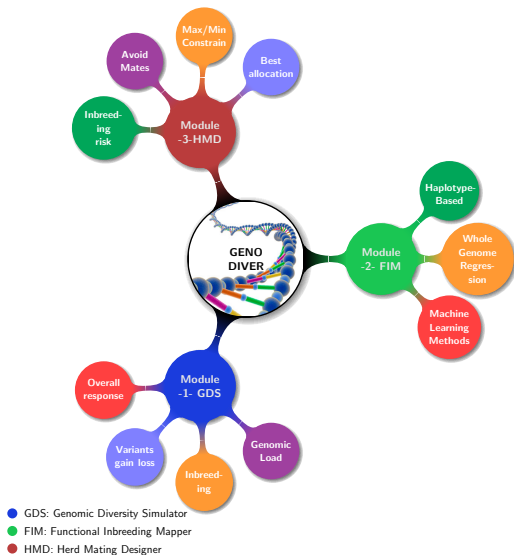 Max/Min
Constrain
Avoid
Mates
Best
allocation
Inbreed-
ing
risk
Module
-3-HMD
Haplotype-
Based
GENO
DIVER
Module
-2- FIM
Whole
Genome
Regres-
sion
Machine
Learning
Methods
Overall
response
Module
-1- GDS
Variants
gain loss
Inbreed-
ing
Genomic
Load
GDS: Genomic Diversity Simulator
FIM: Functional Inbreeding Mapper
HMD: Herd Mating Designer